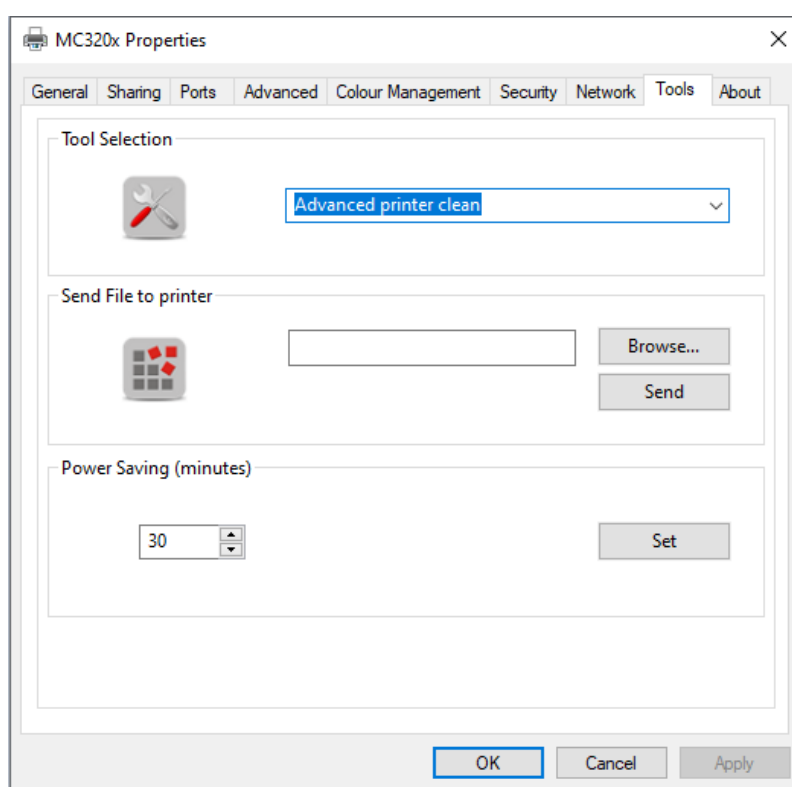 MC320x Properties
General Sharing Ports Advanced Colour Management Security Network Tools About
Tool Selection
Advanced printer clean
Send File to printer
Browse...
Send
Power Saving (minutes)
30
Set
OK Cancel Apply